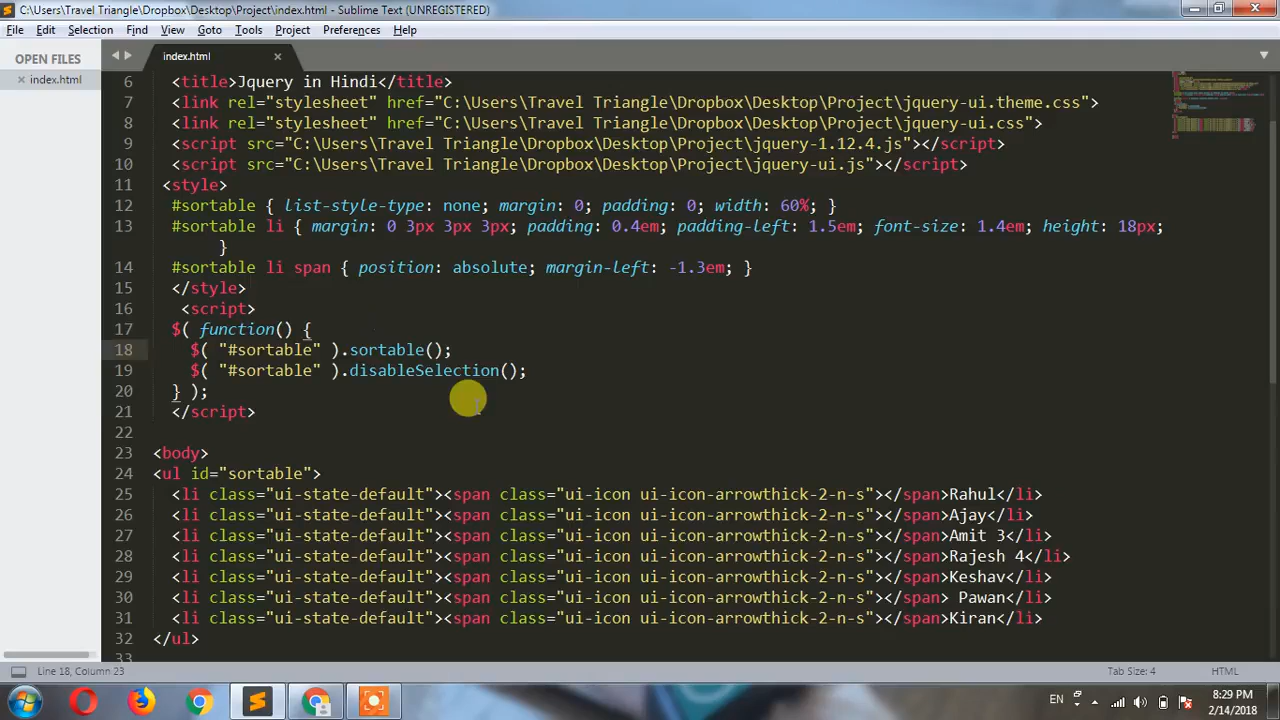 C:\Users\Travel Triangle\Dropbox\Desktop\Project\index.html - Sublime Text (UNREGISTERED)
File Edit Selection View Goto Tools Project Preferences Help
OPEN FILES
index.html
index.html
6 <title>Jquery in Hindi</title>
7 <link rel="stylesheet" href="C:\Users\Travel Triangle\Dropbox\Desktop\Project\jquery-ui.theme.css">
8 <link rel="stylesheet" href="C:\Users\Travel Triangle\Dropbox\Desktop\Project\jquery-ui.css">
9 <script src="C:\Users\Travel Triangle\Dropbox\Desktop\Project\jquery-1.12.4.js"></script>
10 <script src="C:\Users\Travel Triangle\Dropbox\Desktop\Project\jquery-ui.js"></script>
11 <style>
12 #sortable { list-style-type: none; margin: 0; padding: 0; width: 60%; }
13 #sortable li { margin: 0 3px 3px 3px; padding: 0.4em; padding-left: 1.5em; font-size: 1.4em; height: 18px;
}
14 #sortable li span { position: absolute; margin-left: -1.3em; }
15 </style>
16 <script>
17 $( function() {
18 $( "#sortable" ).sortable();
19 $( "#sortable" ).disableSelection();
20 } );
21 </script>
22
23 <body>
24 <ul id="sortable">
25 <li class="ui-state-default"><span class="ui-icon ui-icon-arrowthick-2-n-s"></span>Rahul</li>
26 <li class="ui-state-default"><span class="ui-icon ui-icon-arrowthick-2-n-s"></span>Ajay</li>
27 <li class="ui-state-default"><span class="ui-icon ui-icon-arrowthick-2-n-s"></span>Amit 3</li>
28 <li class="ui-state-default"><span class="ui-icon ui-icon-arrowthick-2-n-s"></span>Rajesh 4</li>
29 <li class="ui-state-default"><span class="ui-icon ui-icon-arrowthick-2-n-s"></span>Keshav</li>
30 <li class="ui-state-default"><span class="ui-icon ui-icon-arrowthick-2-n-s"></span> Pawan</li>
31 <li class="ui-state-default"><span class="ui-icon ui-icon-arrowthick-2-n-s"></span>Kiran</li>
32 </ul>
33
Line 18, Column 23
Tab Size: 4
HTML
EN
8:29 PM
2/14/2018